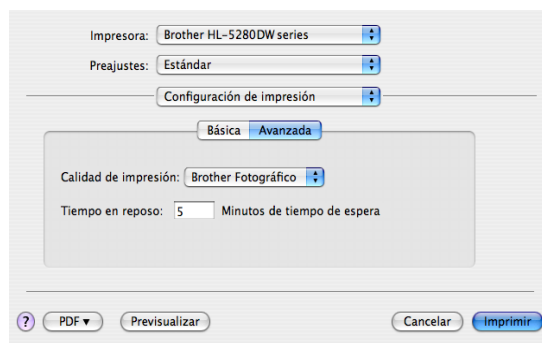 Impresora: Brother HL-5280DW series
Preajustes: Estándar
Configuración de impresión
Básica Avanzada
Calidad de impresión: Brother Fotográfico
Tiempo en reposo: 5 Minutos de tiempo de espera
? PDF▼ Previsualizar Cancelar Imprimir